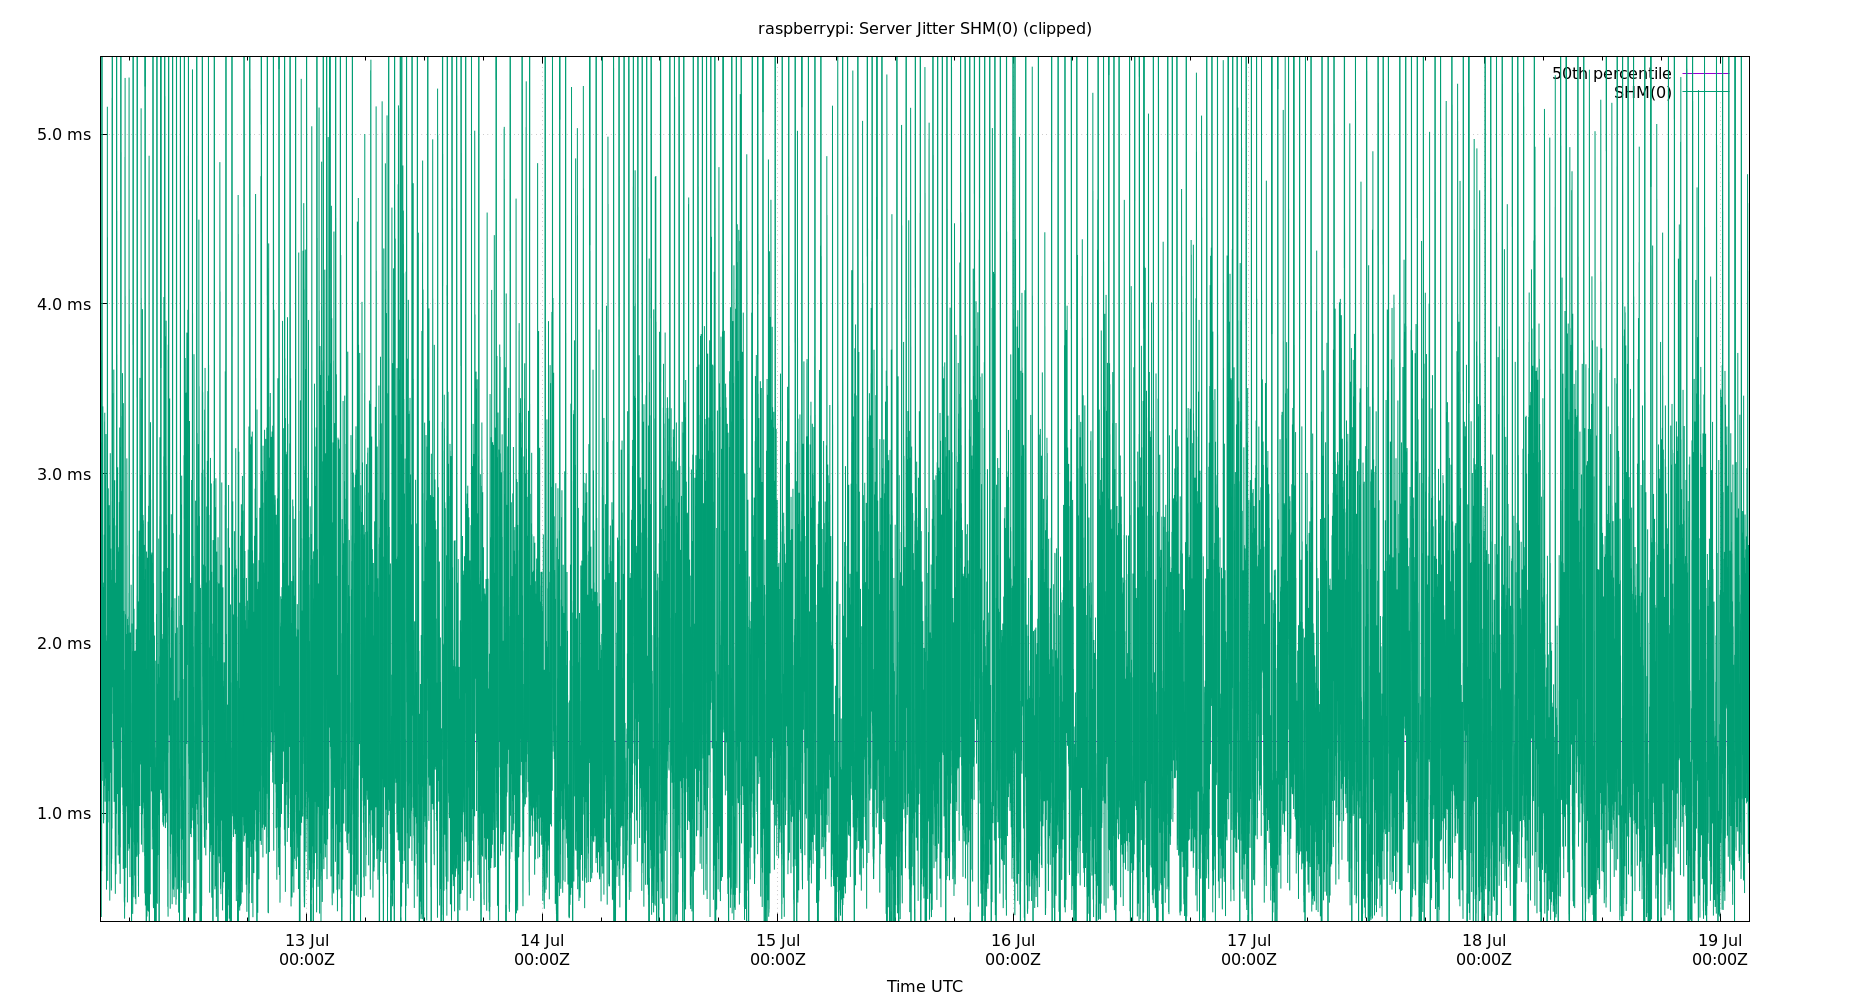 raspberrypi: Server Jitter SHM(0) (clipped)
50th percentile
SHM(0)
5.0 ms
4.0 ms
3.0 ms
2.0 ms
1.0 ms
13 Jul 14 Jul 15 Jul 16 Jul 17 Jul 18 Jul 19 Jul
00:00Z 00:00Z 00:00Z 00:00Z 00:00Z 00:00Z 00:00Z
Time UTC